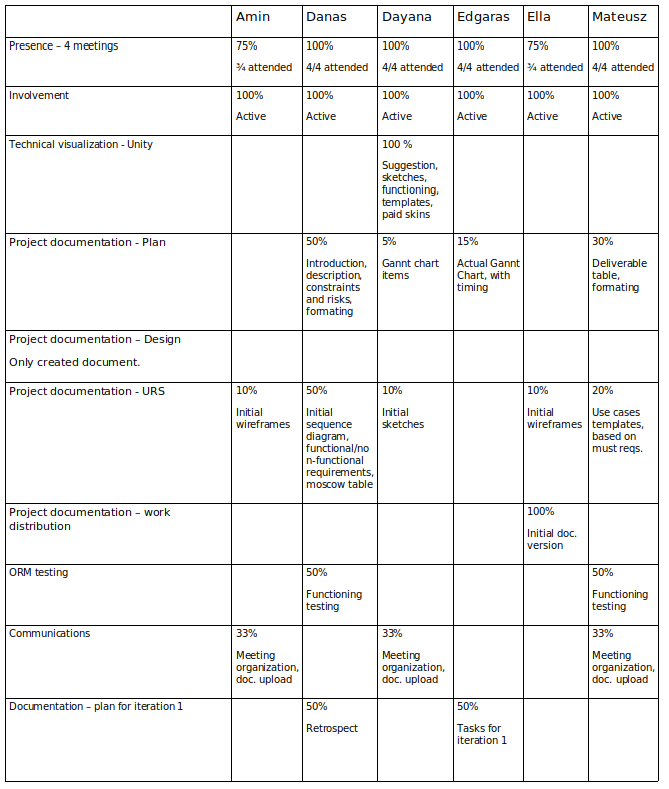 Amin Danas Dayana Edgaras Ella Mateusz
Presence – 4 meetings 75% 100% 100% 100% 75% 100%
¾ attended 4/4 attended 4/4 attended 4/4 attended ¾ attended 4/4 attended
Involvement 100% 100% 100% 100% 100% 100%
Active Active Active Active Active Active
Technical visualization - Unity 100 %
Suggestion,
sketches,
functioning,
templates,
paid skins
Project documentation - Plan 50% 5% 15% 30%
Introduction, Gannt chart Actual Gannt Deliverable
description, items Chart, with table,
constraints timing formating
and risks,
formating
Project documentation – Design
Only created document.
Project documentation - URS 10% 50% 10% 10% 20%
Initial Initial Initial Initial Use cases
wireframes sequence sketches wireframes templates,
diagram, based on
functional/no must reqs.
n-functional
requirements,
moscow table
Project documentation – work 100%
distribution
Initial doc.
version
ORM testing 50% 50%
Functioning Functioning
testing testing
Communications 33% 33% 33%
Meeting Meeting Meeting
organization, organization, organization,
doc. upload doc. upload doc. upload
Documentation – plan for iteration 1 50% 50%
Retrospect Tasks for
iteration 1